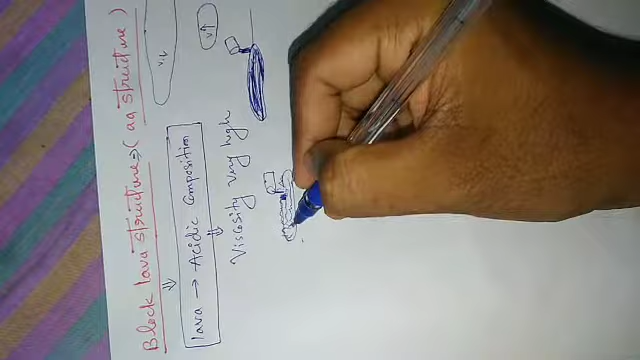 Block lava structure ⇒ (aa structure)
⇓
lava → Acidic Composition
⇓
Viscosity very high
V↓
V↑